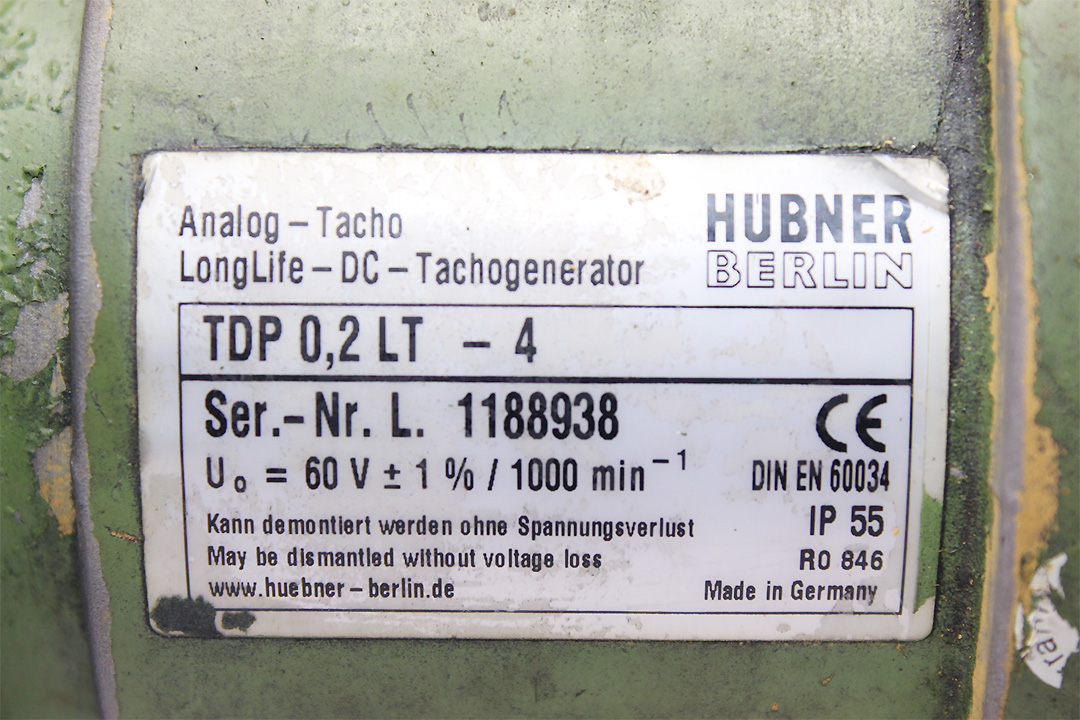 Analog – Tacho
LongLife – DC – Tachogenerator
HÜBNER
BERLIN
TDP 0,2 LT – 4
Ser.– Nr. L. 1188938
CE
U₀ = 60 V ± 1 % / 1000 min⁻¹
DIN EN 60034
Kann demontiert werden ohne Spannungsverlust
IP 55
May be dismantled without voltage loss
RO 846
www.huebner – berlin.de
Made in Germany